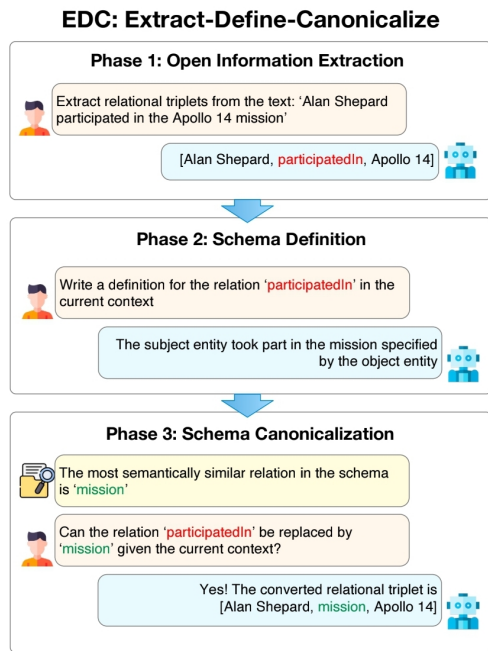 EDC: Extract-Define-Canonicalize
Phase 1: Open Information Extraction
Extract relational triplets from the text: ‘Alan Shepard
participated in the Apollo 14 mission’
[Alan Shepard, participatedIn, Apollo 14]
Phase 2: Schema Definition
Write a definition for the relation ‘participatedIn’ in the
current context
The subject entity took part in the mission specified
by the object entity
Phase 3: Schema Canonicalization
The most semantically similar relation in the schema
is ‘mission’
Can the relation ‘participatedIn’ be replaced by
‘mission’ given the current context?
Yes! The converted relational triplet is
[Alan Shepard, mission, Apollo 14]